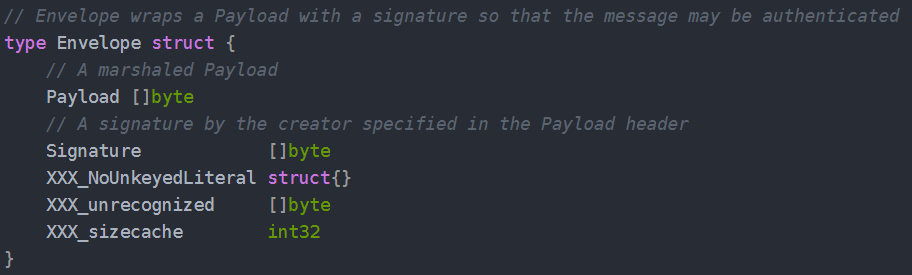 // Envelope wraps a Payload with a signature so that the message may be authenticated
type Envelope struct {
    // A marshaled Payload
    Payload []byte
    // A signature by the creator specified in the Payload header
    Signature            []byte
    XXX_NoUnkeyedLiteral struct{}
    XXX_unrecognized     []byte
    XXX_sizecache        int32
}